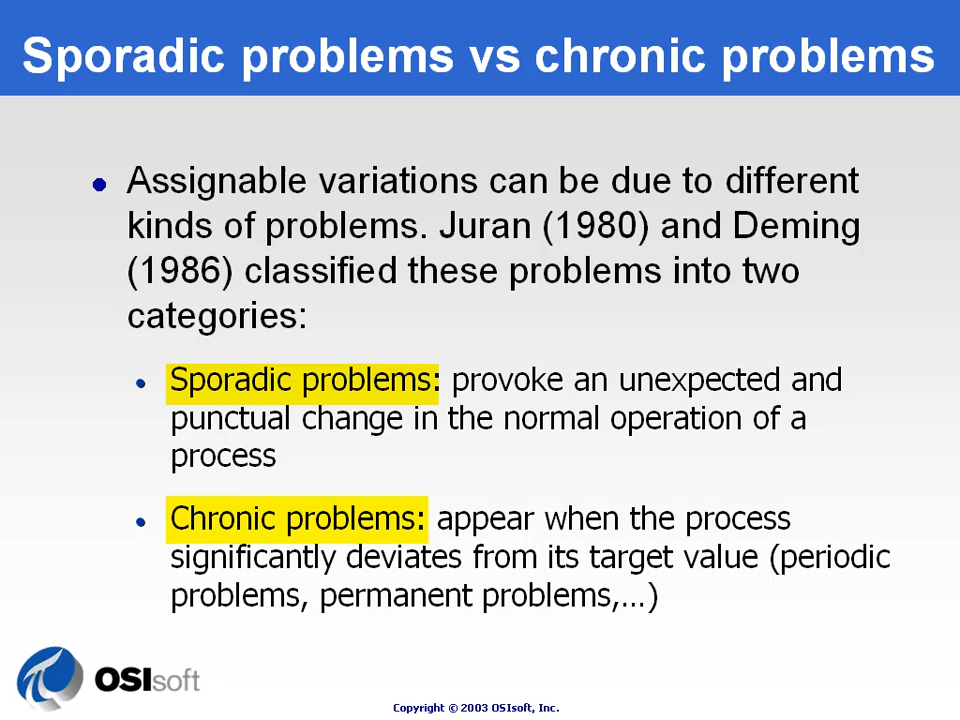 Sporadic problems vs chronic problems
• Assignable variations can be due to different
kinds of problems. Juran (1980) and Deming
(1986) classified these problems into two
categories:
• Sporadic problems: provoke an unexpected and
punctual change in the normal operation of a
process
• Chronic problems: appear when the process
significantly deviates from its target value (periodic
problems, permanent problems,…)
OSIsoft
Copyright © 2003 OSIsoft, Inc.